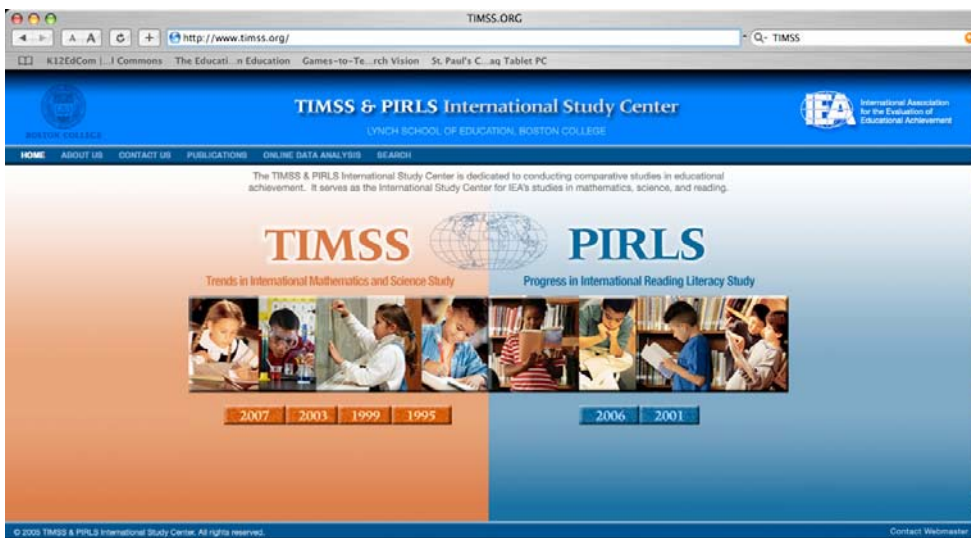 TIMSS.ORG
A A
http://www.timss.org/
Q- TIMSS
K12EdCom |...l Commons The Educati...n Education Games-to-Te...rch Vision St. Paul's C...aq Tablet PC
BOSTON COLLEGE
TIMSS & PIRLS International Study Center
LYNCH SCHOOL OF EDUCATION, BOSTON COLLEGE
IEA
International Association
for the Evaluation of
Educational Achievement
HOME ABOUT US CONTACT US PUBLICATIONS ONLINE DATA ANALYSIS SEARCH
The TIMSS & PIRLS International Study Center is dedicated to conducting comparative studies in educational
achievement. It serves as the International Study Center for IEA's studies in mathematics, science, and reading.
TIMSS PIRLS
Trends in International Mathematics and Science Study Progress in International Reading Literacy Study
2007 2003 1999 1995 2006 2001
© 2005 TIMSS & PIRLS International Study Center. All rights reserved. Contact Webmaster